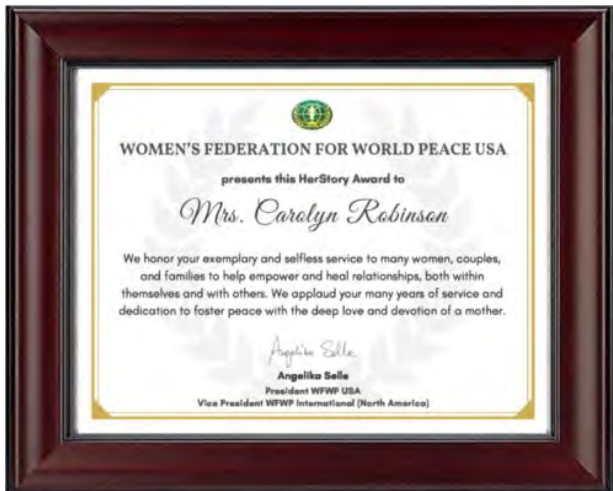 WOMEN'S FEDERATION FOR WORLD PEACE USA
presents this HerStory Award to
Mrs. Carolyn Robinson
We honor your exemplary and selfless service to many women, couples,
and families to help empower and heal relationships, both within
themselves and with others. We applaud your many years of service and
dedication to foster peace with the deep love and devotion of a mother.
Angelika Selle
Angelika Selle
President WFWP USA
Vice President WFWP International (North America)